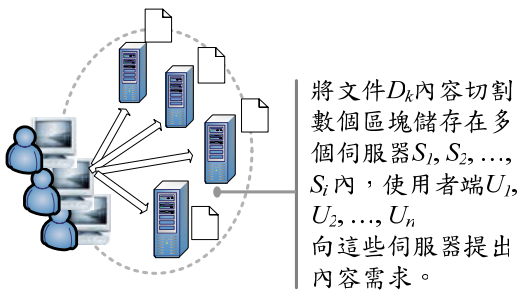 將文件Dk內容切割
數個區塊儲存在多
個伺服器S1, S2, …,
Si 內，使用者端U1,
U2, …, Un
向這些伺服器提出
內容需求。